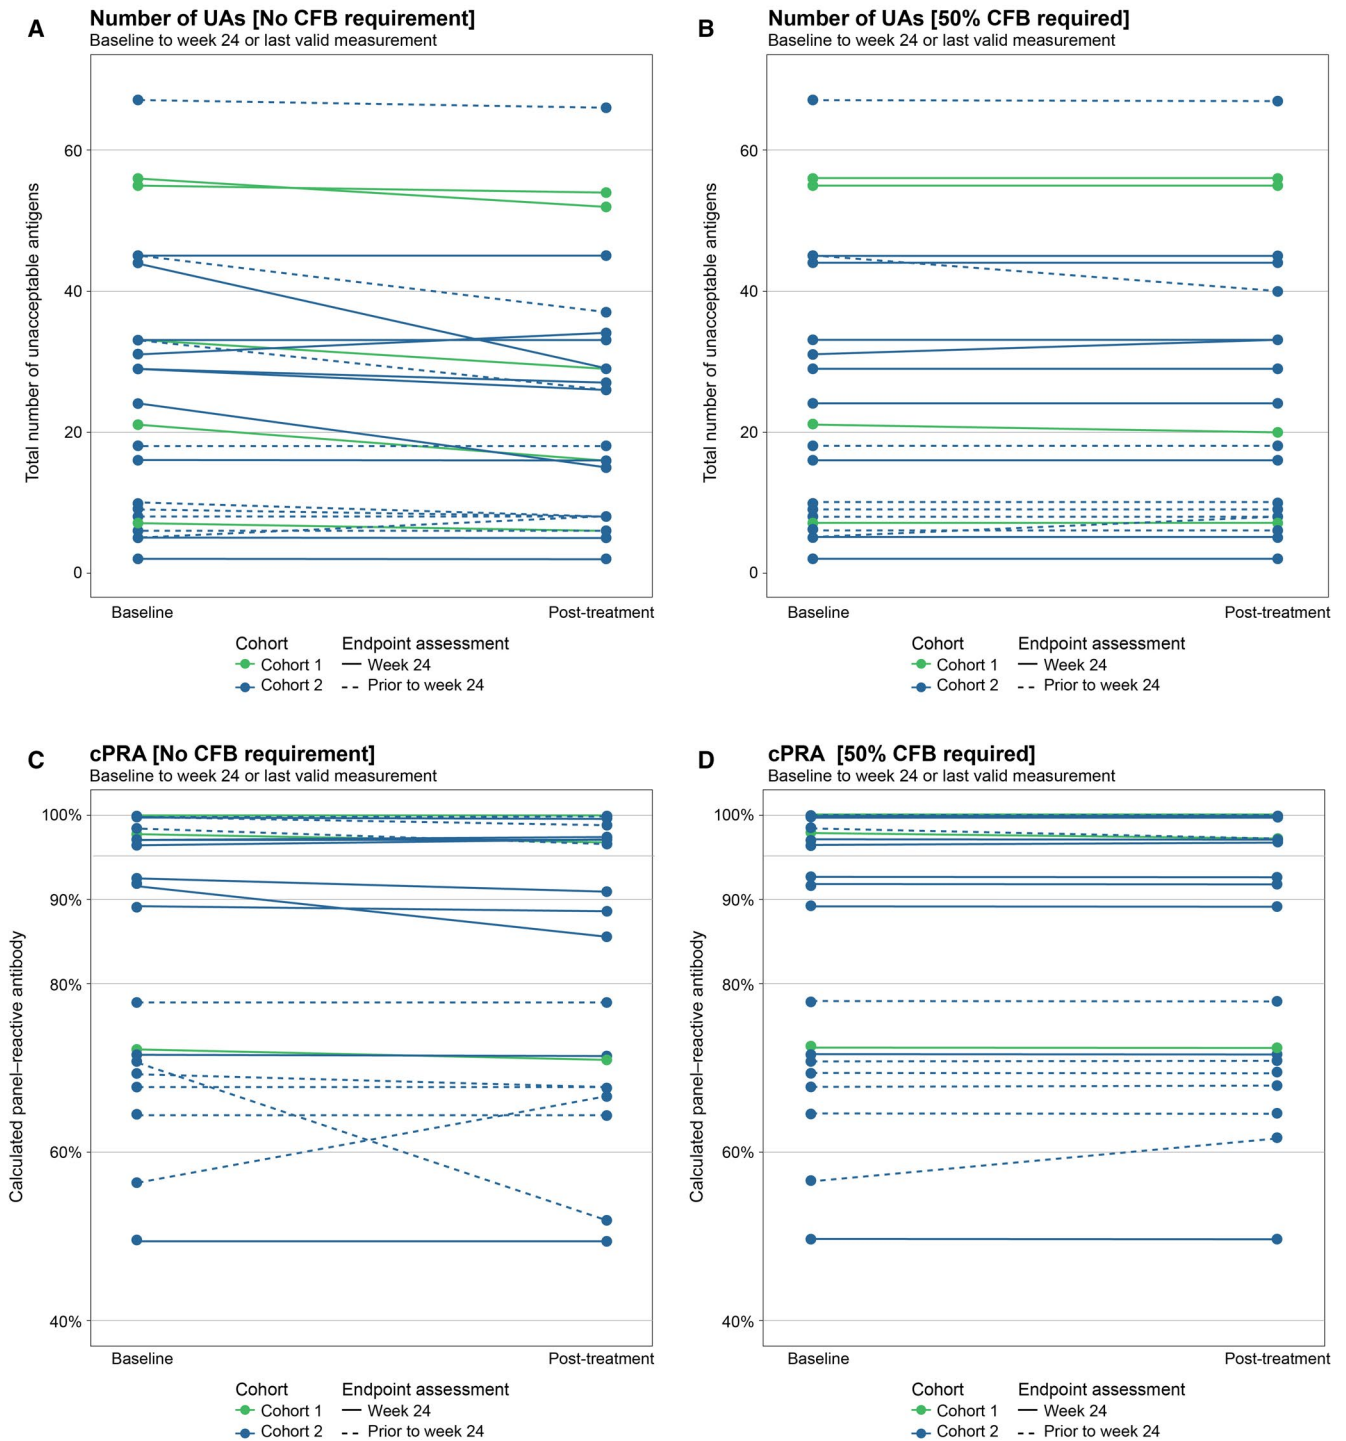 A
Number of UAs [No CFB requirement]
Baseline to week 24 or last valid measurement
Total number of unacceptable antigens
60
40
20
0
Baseline
Post-treatment
Cohort
Endpoint assessment
Cohort 1
Week 24
Cohort 2
Prior to week 24
B
Number of UAs [50% CFB required]
Baseline to week 24 or last valid measurement
Total number of unacceptable antigens
60
40
20
0
Baseline
Post-treatment
Cohort
Endpoint assessment
Cohort 1
Week 24
Cohort 2
Prior to week 24
C
cPRA [No CFB requirement]
Baseline to week 24 or last valid measurement
Calculated panel–reactive antibody
100%
90%
80%
60%
40%
Baseline
Post-treatment
Cohort
Endpoint assessment
Cohort 1
Week 24
Cohort 2
Prior to week 24
D
cPRA [50% CFB required]
Baseline to week 24 or last valid measurement
Calculated panel–reactive antibody
100%
90%
80%
60%
40%
Baseline
Post-treatment
Cohort
Endpoint assessment
Cohort 1
Week 24
Cohort 2
Prior to week 24